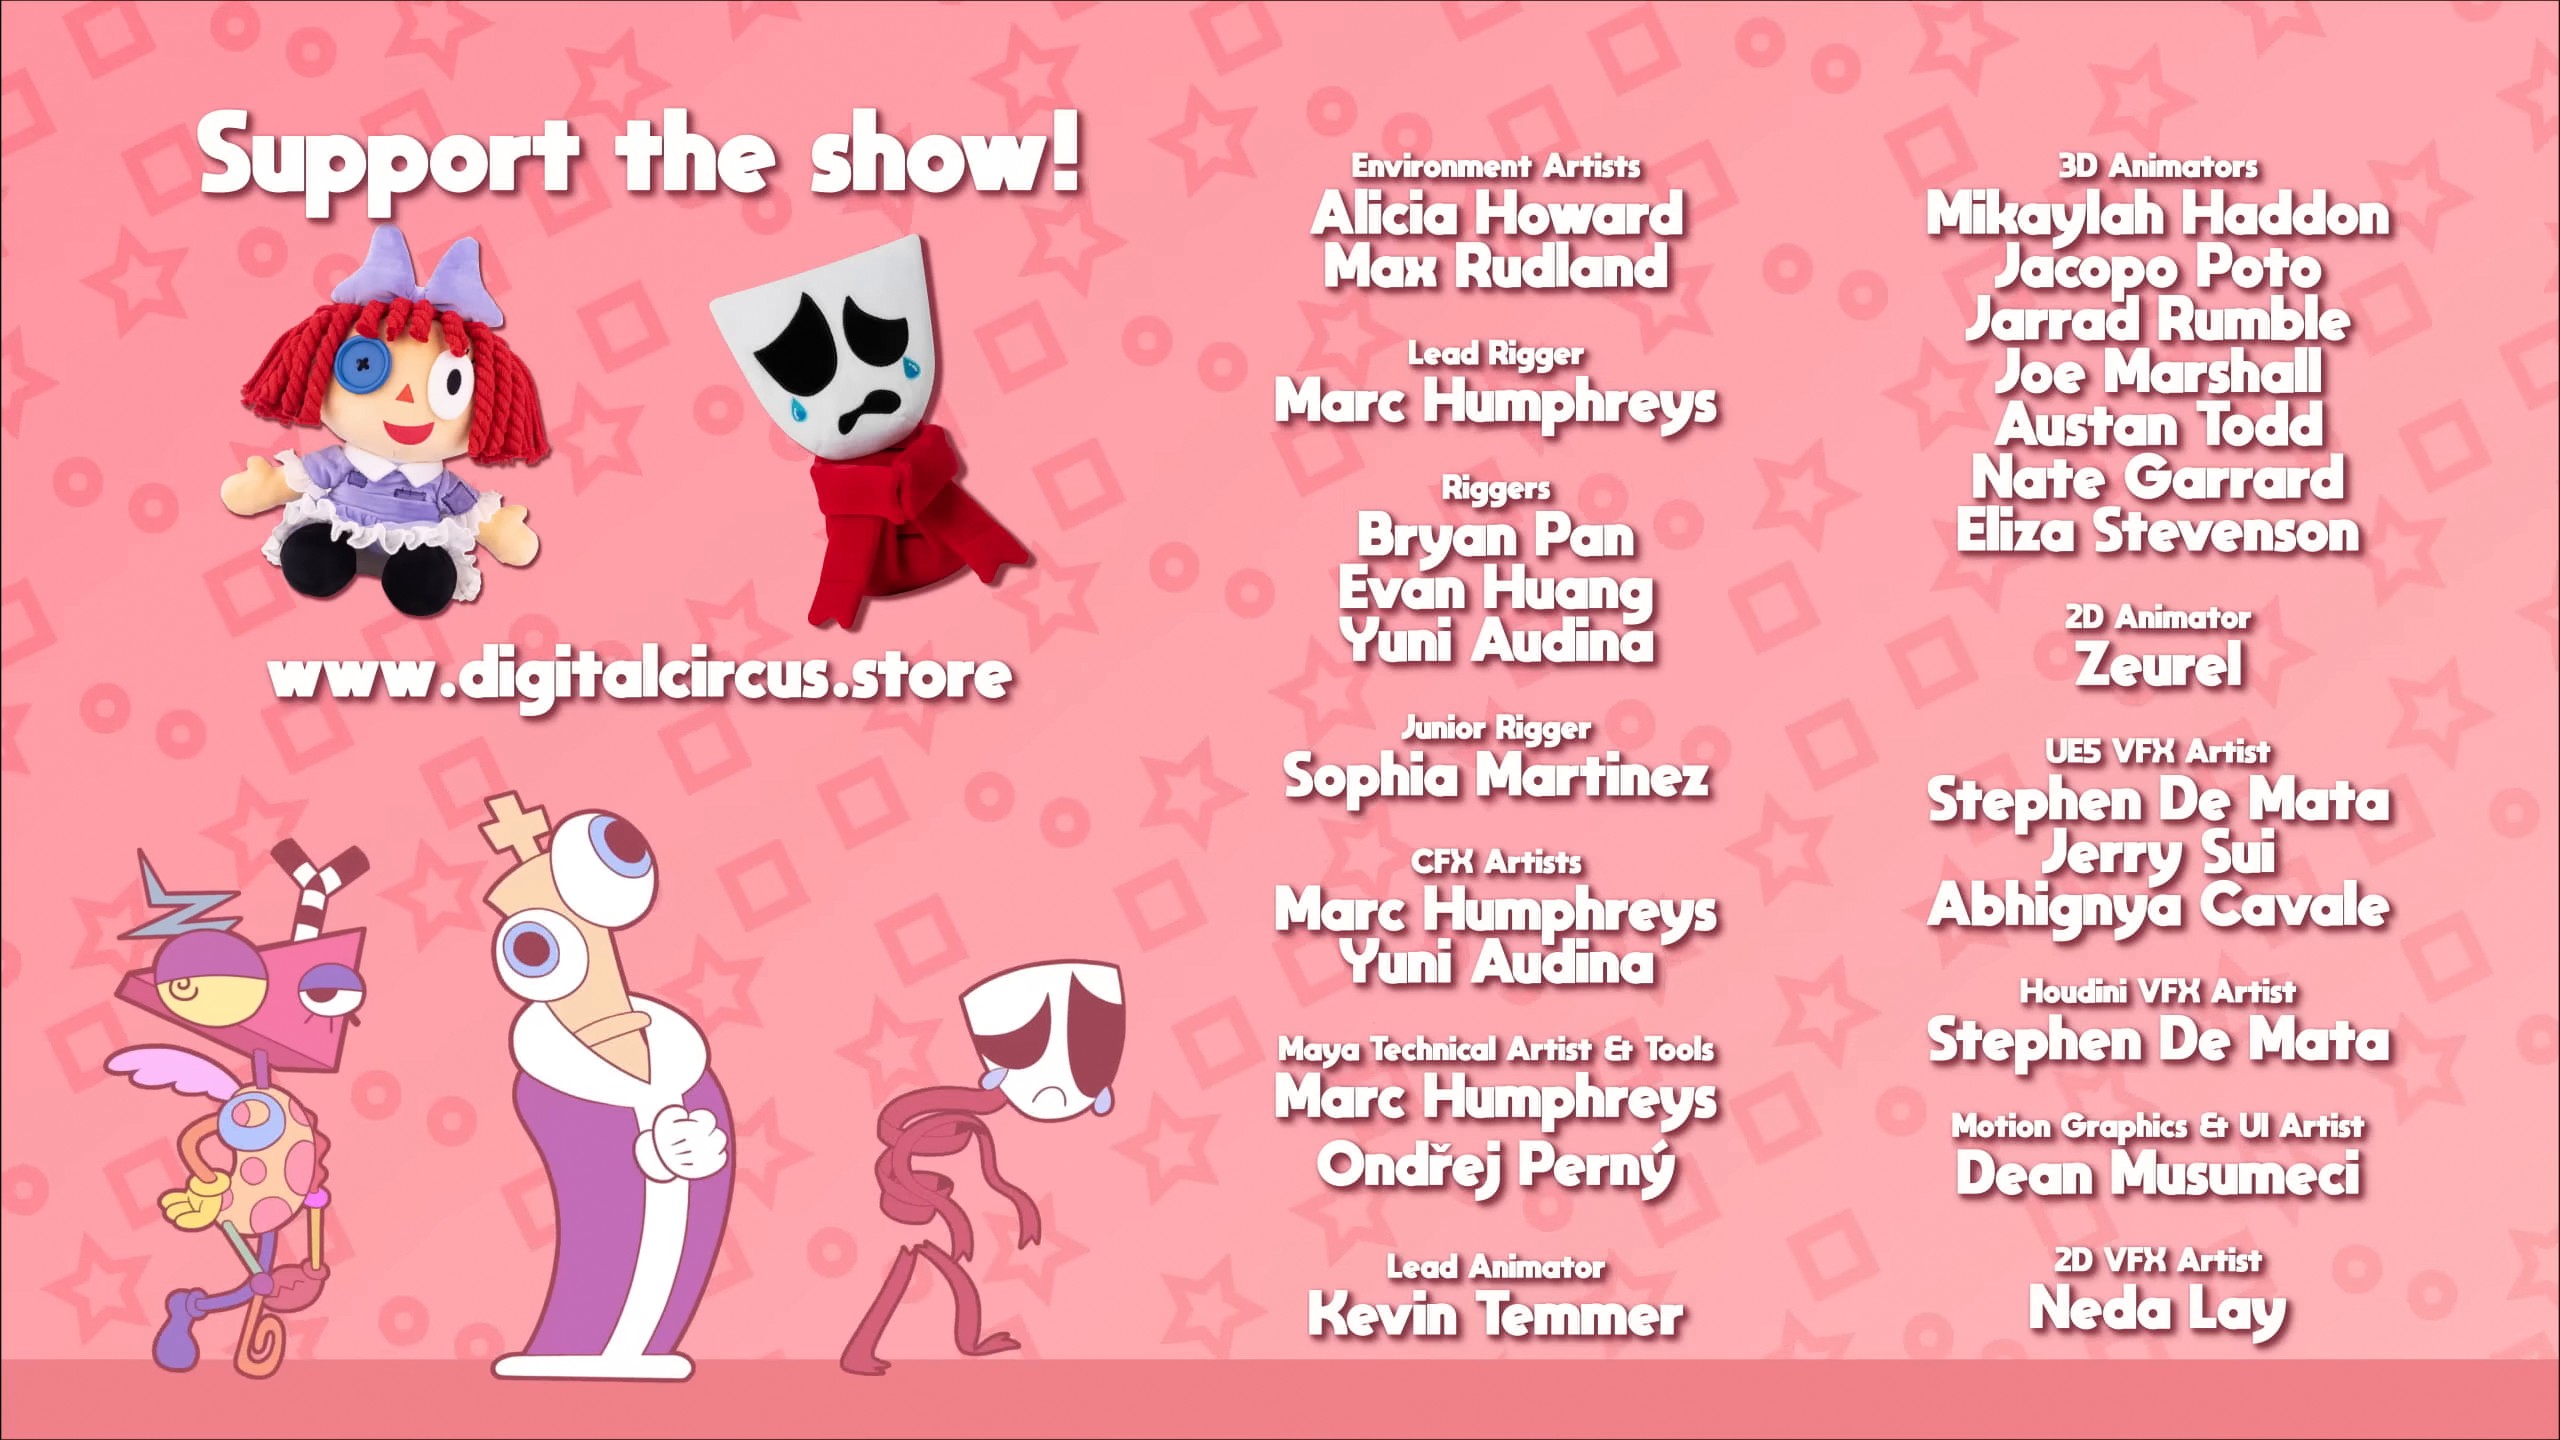 Support the show!
www.digitalcircus.store
Environment Artists
Alicia Howard
Max Rudland
Lead Rigger
Marc Humphreys
Riggers
Bryan Pan
Evan Huang
Yuni Audina
Junior Rigger
Sophia Martinez
CFX Artists
Marc Humphreys
Yuni Audina
Maya Technical Artist & Tools
Marc Humphreys
Ondřej Perný
Lead Animator
Kevin Temmer
3D Animators
Mikaylah Haddon
Jacopo Poto
Jarrad Rumble
Joe Marshall
Austan Todd
Nate Garrard
Eliza Stevenson
2D Animator
Zeurel
UE5 VFX Artist
Stephen De Mata
Jerry Sui
Abhignya Cavale
Houdini VFX Artist
Stephen De Mata
Motion Graphics & UI Artist
Dean Musumeci
2D VFX Artist
Neda Lay